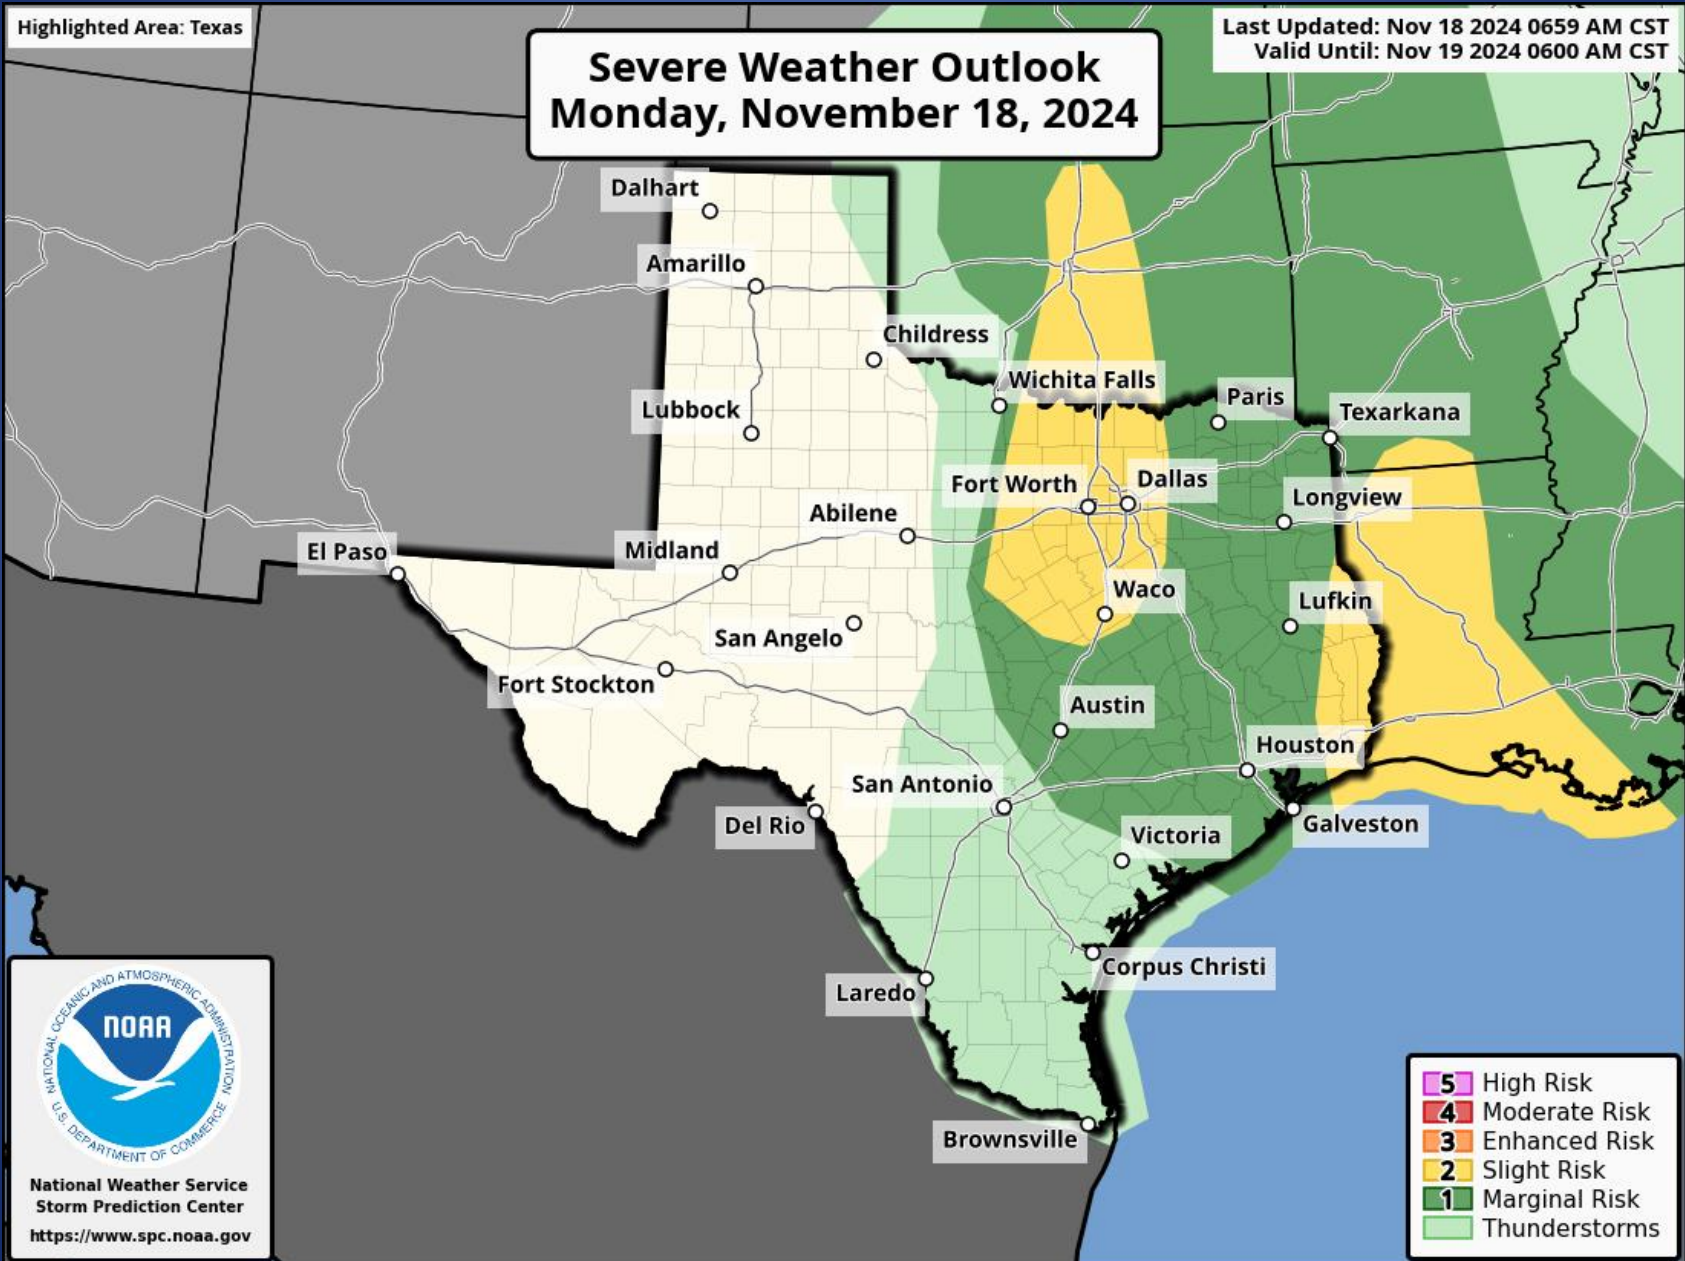 Highlighted Area: Texas
Severe Weather Outlook
Monday, November 18, 2024
Last Updated: Nov 18 2024 0659 AM CST
Valid Until: Nov 19 2024 0600 AM CST
Dalhart
Amarillo
Childress
Wichita Falls
Paris
Texarkana
Lubbock
Fort Worth
Dallas
Longview
Abilene
El Paso
Midland
Waco
Lufkin
San Angelo
Fort Stockton
Austin
Houston
San Antonio
Del Rio
Victoria
Galveston
Laredo
Corpus Christi
Brownsville
NATIONAL OCEANIC AND ATMOSPHERIC ADMINISTRATION
NOAA
U.S. DEPARTMENT OF COMMERCE
National Weather Service
Storm Prediction Center
https://www.spc.noaa.gov
5 High Risk
4 Moderate Risk
3 Enhanced Risk
2 Slight Risk
1 Marginal Risk
Thunderstorms